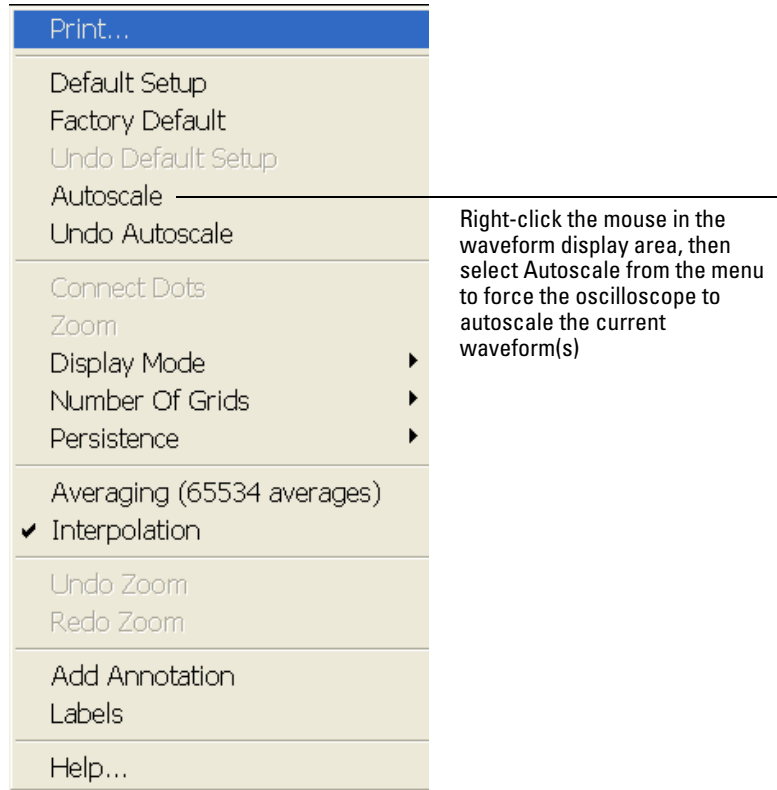 Print...
Default Setup
Factory Default
Undo Default Setup
Autoscale
Undo Autoscale
Connect Dots
Zoom
Display Mode
Number Of Grids
Persistence
Averaging (65534 averages)
Interpolation
Undo Zoom
Redo Zoom
Add Annotation
Labels
Help...
Right-click the mouse in the
waveform display area, then
select Autoscale from the menu
to force the oscilloscope to
autoscale the current
waveform(s)